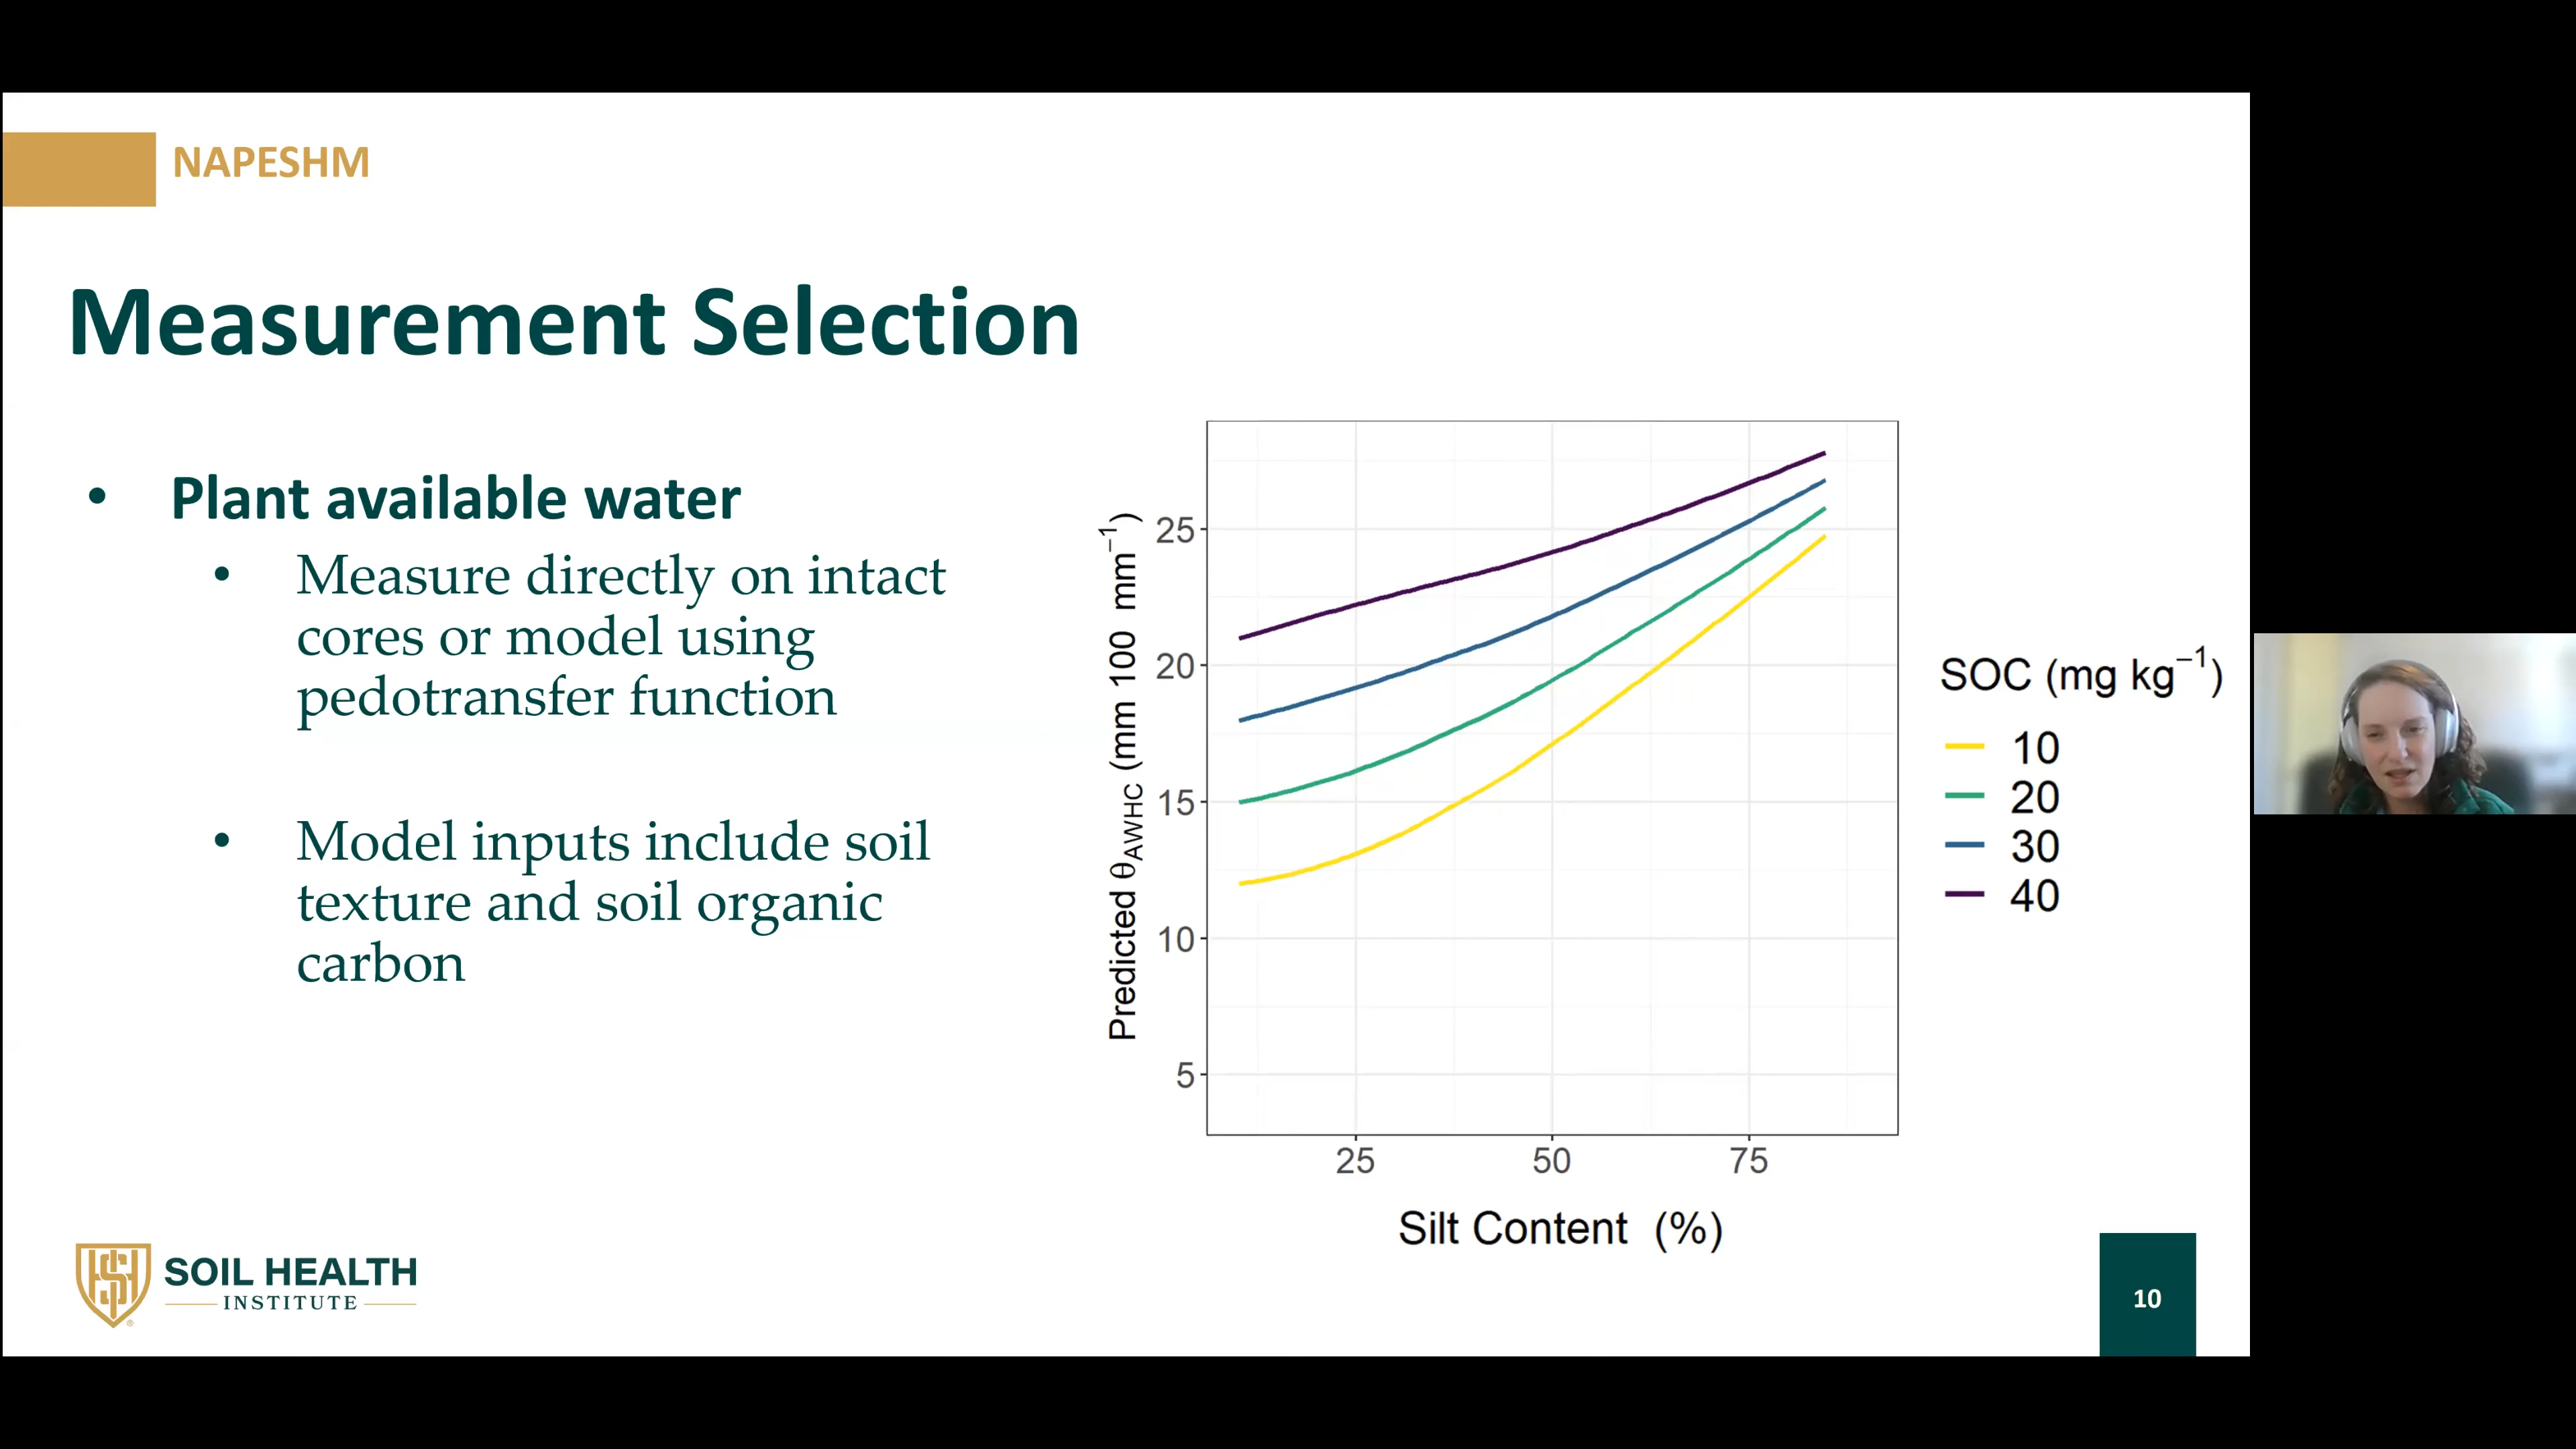 NAPESHM
Measurement Selection
• Plant available water
• Measure directly on intact
cores or model using
pedotransfer function
• Model inputs include soil
texture and soil organic
carbon
Predicted θAWHC (mm 100 mm⁻¹)
25
20
15
10
5
25 50 75
Silt Content (%)
SOC (mg kg⁻¹)
10
20
30
40
SOIL HEALTH
INSTITUTE
10